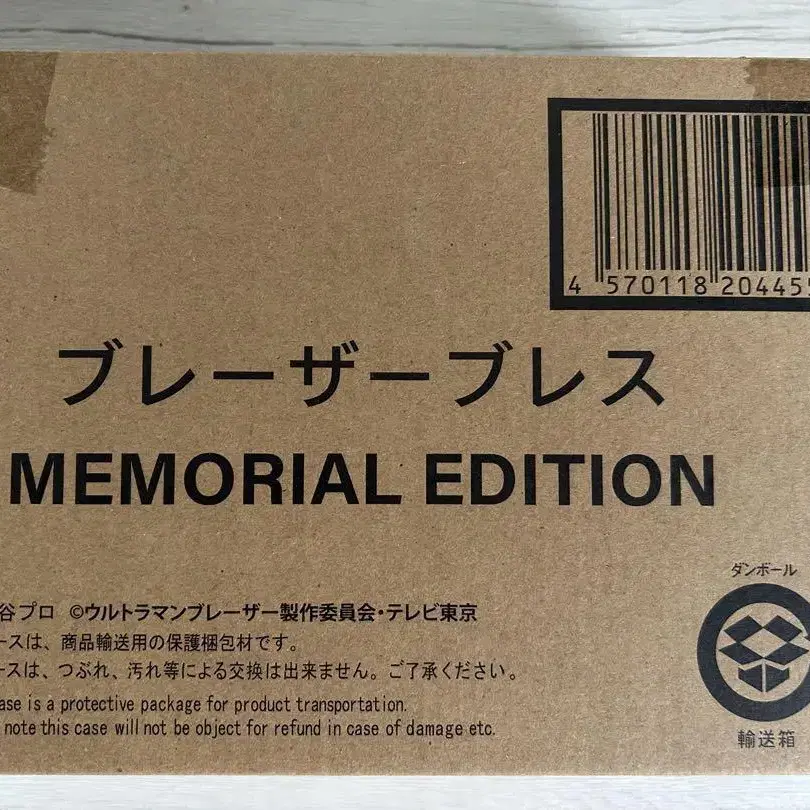 4 570118 20445
ブレーザーブレス
MEMORIAL EDITION
ダンボール
谷プロ ©ウルトラマンブレーザー製作委員会・テレビ東京
ースは、商品輸送用の保護梱包材です。
ースは、つぶれ、汚れ等による交換は出来ません。ご了承ください。
ase is a protective package for product transportation.
note this case will not be object for refund in case of damage etc.
輸送箱